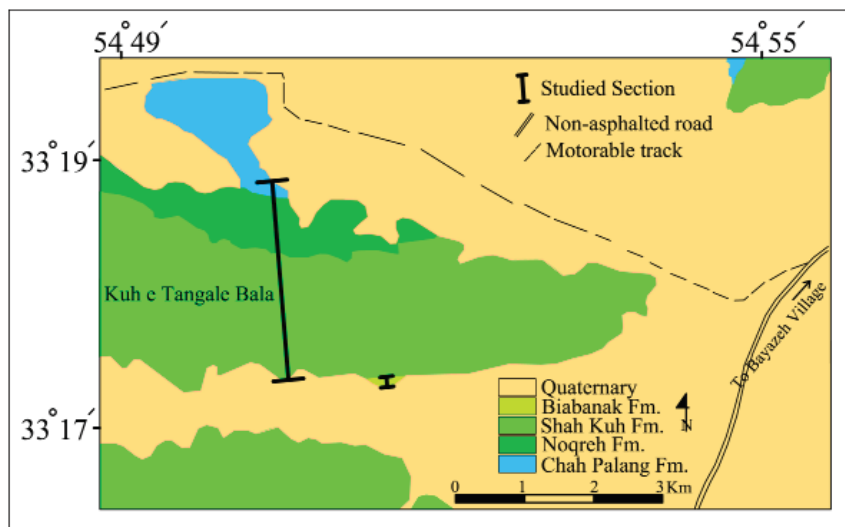 54°49′
54°55′
Studied Section
Non-asphalted road
Motorable track
33°19′
Kuh e Tangale Bala
To Bayazeh Village
33°17′
Quaternary
Biabanak Fm.
Shah Kuh Fm.
Noqreh Fm.
Chah Palang Fm.
N
0 1 2 3 Km